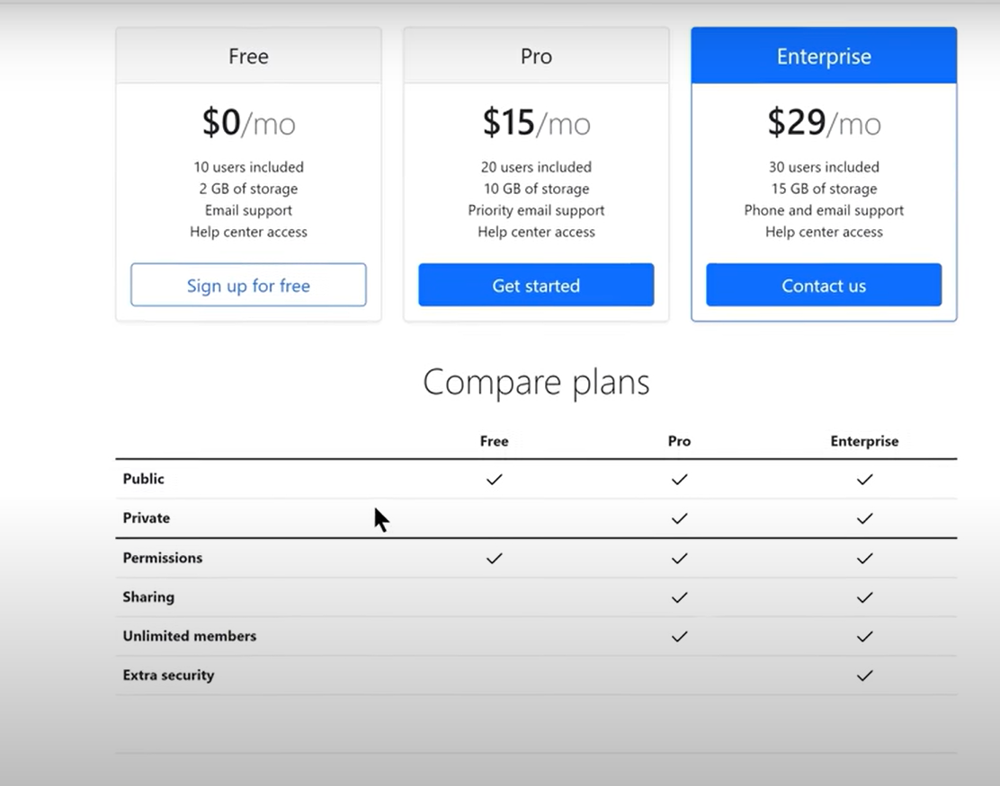 Free
Pro
Enterprise
$0/mo
$15/mo
$29/mo
10 users included
2 GB of storage
Email support
Help center access
20 users included
10 GB of storage
Priority email support
Help center access
30 users included
15 GB of storage
Phone and email support
Help center access
Sign up for free
Get started
Contact us
Compare plans
Free Pro Enterprise
Public ✓ ✓ ✓
Private ✓ ✓
Permissions ✓ ✓ ✓
Sharing ✓ ✓
Unlimited members ✓ ✓
Extra security ✓